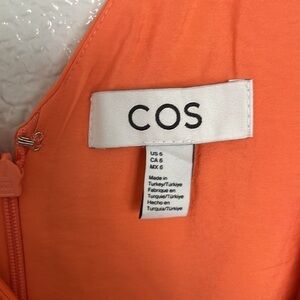 COS
US 6
CA 6
MX 6
Made in
Turkey/Türkiye
Fabriqué en
Turquie/Türkiye
Hecho en
Turquía/Türkiye